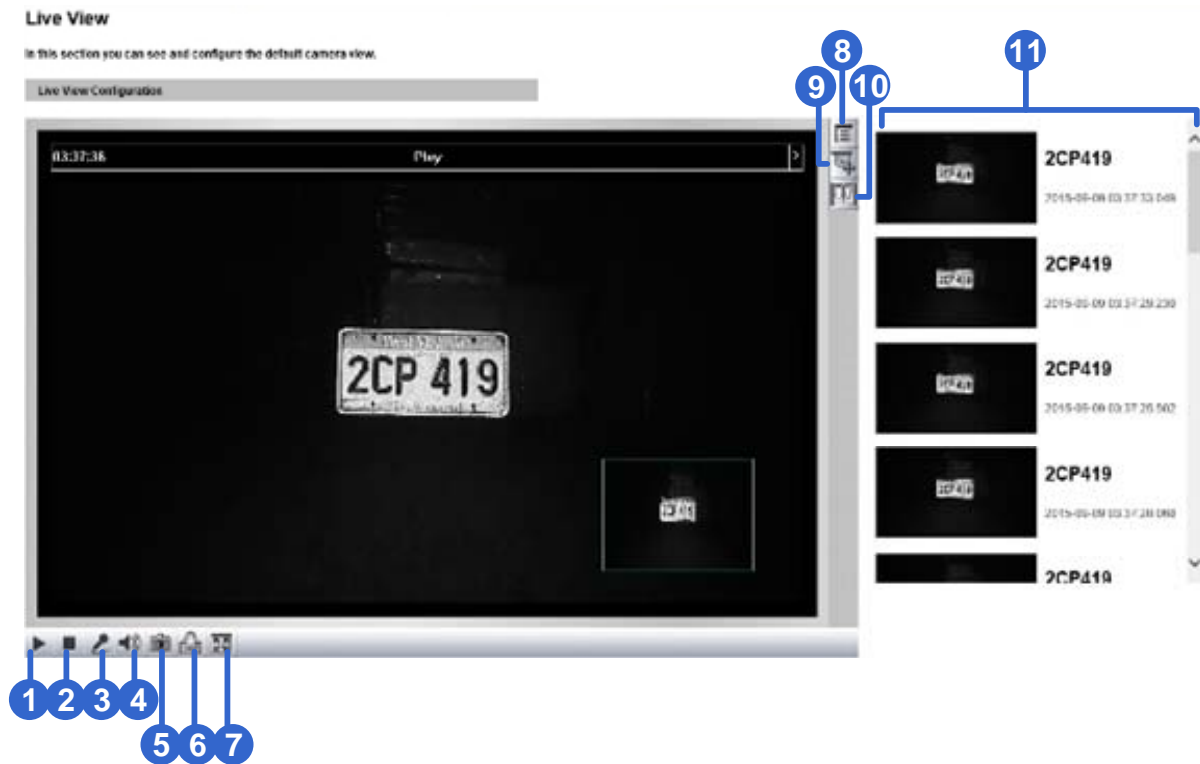 Live View
In this section you can see and configure the default camera view.
Live View Configuration
8
11
9
10
03:37:36
Play
>
2CP 419
2CP419
2CP419
2CP419
2CP419
2CP419
1
2
3
4
5
6
7